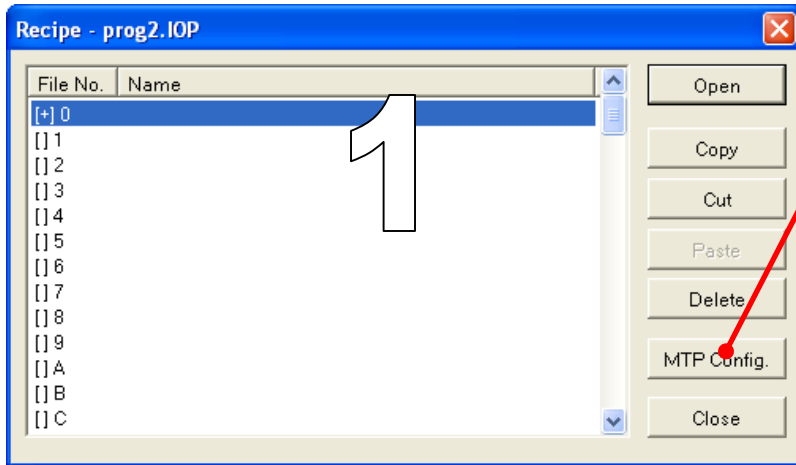 Recipe - prog2.IOP
File No. Name
[+] 0
[] 1
[] 2
[] 3
[] 4
[] 5
[] 6
[] 7
[] 8
[] 9
[] A
[] B
[] C
1
Open
Copy
Cut
Paste
Delete
MTP Config.
Close